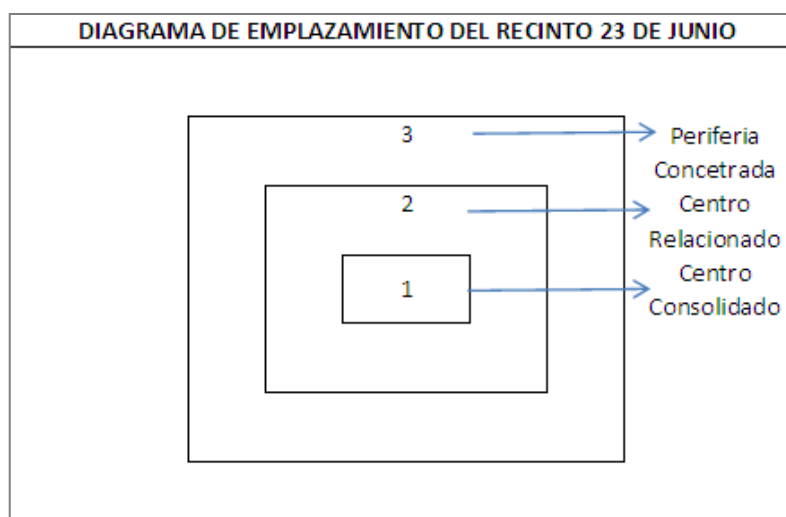 DIAGRAMA DE EMPLAZAMIENTO DEL RECINTO 23 DE JUNIO
3
Periferia
Concetrada
2
Centro
Relacionado
1
Centro
Consolidado